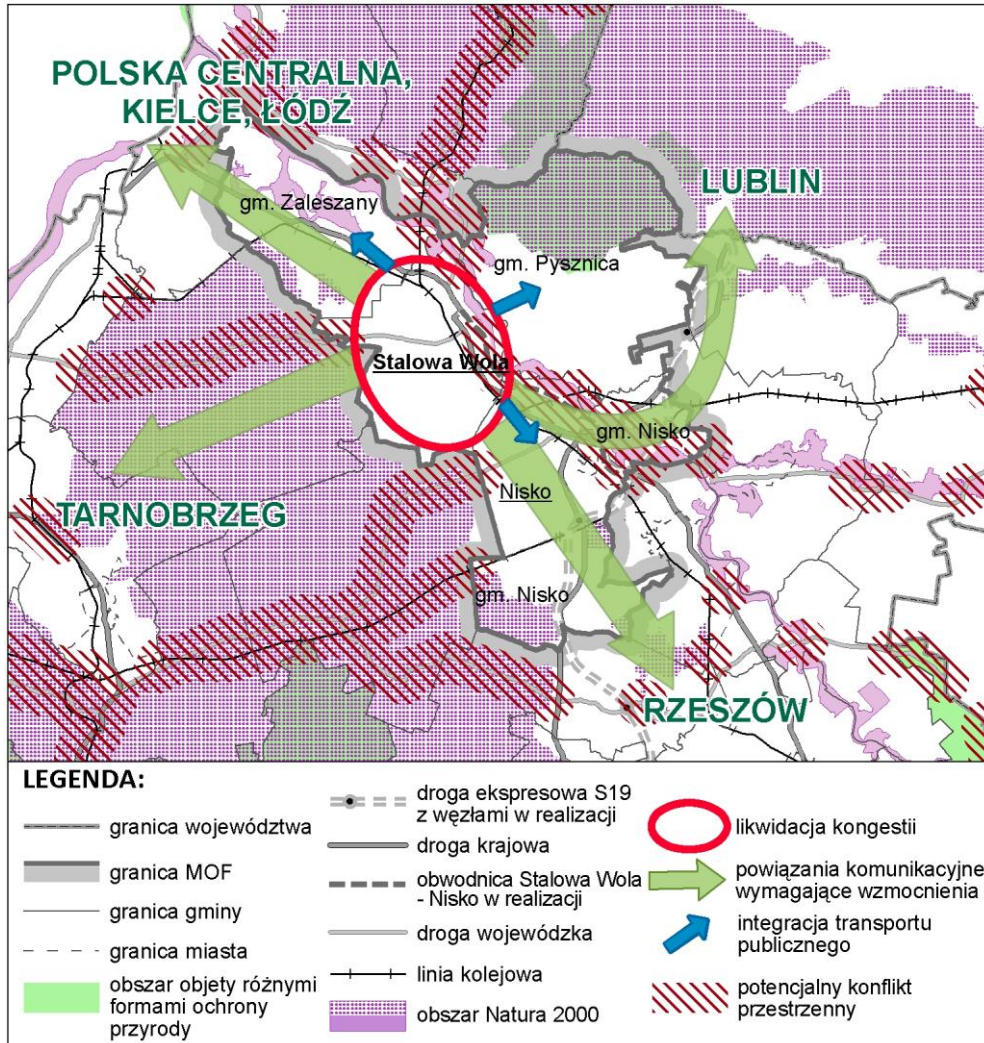 POLSKA CENTRALNA,
KIELCE, ŁÓDŹ
LUBLIN
gm. Zaleszany
gm. Pysznica
Stalowa Wola
gm. Nisko
Nisko
TARNOBRZEG
gm. Nisko
RZESZÓW
LEGENDA:
granica województwa
granica MOF
granica gminy
granica miasta
obszar objety różnymi
formami ochrony
przyrody
droga ekspresowa S19
z węzłami w realizacji
droga krajowa
obwodnica Stalowa Wola
- Nisko w realizacji
droga wojewódzka
linia kolejowa
obszar Natura 2000
likwidacja kongestii
powiązania komunikacyjne
wymagające wzmocnienia
integracja transportu
publicznego
potencjalny konflikt
przestrzenny